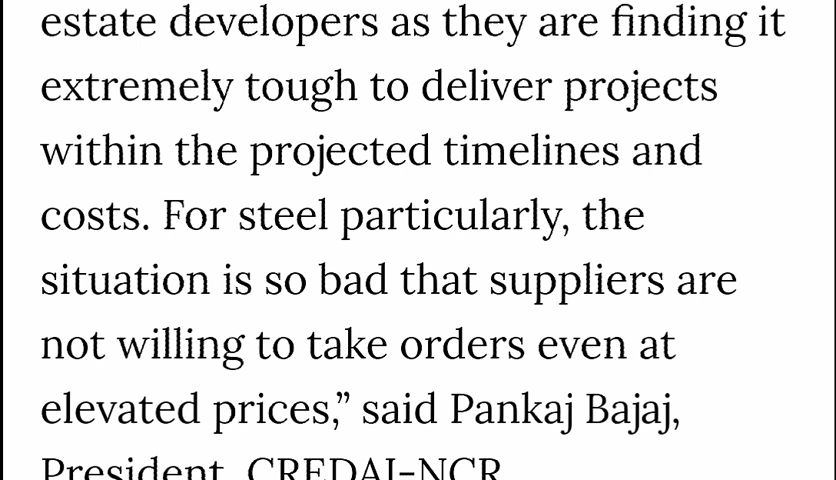 estate developers as they are finding it
extremely tough to deliver projects
within the projected timelines and
costs. For steel particularly, the
situation is so bad that suppliers are
not willing to take orders even at
elevated prices,” said Pankaj Bajaj,
President, CREDAI-NCR